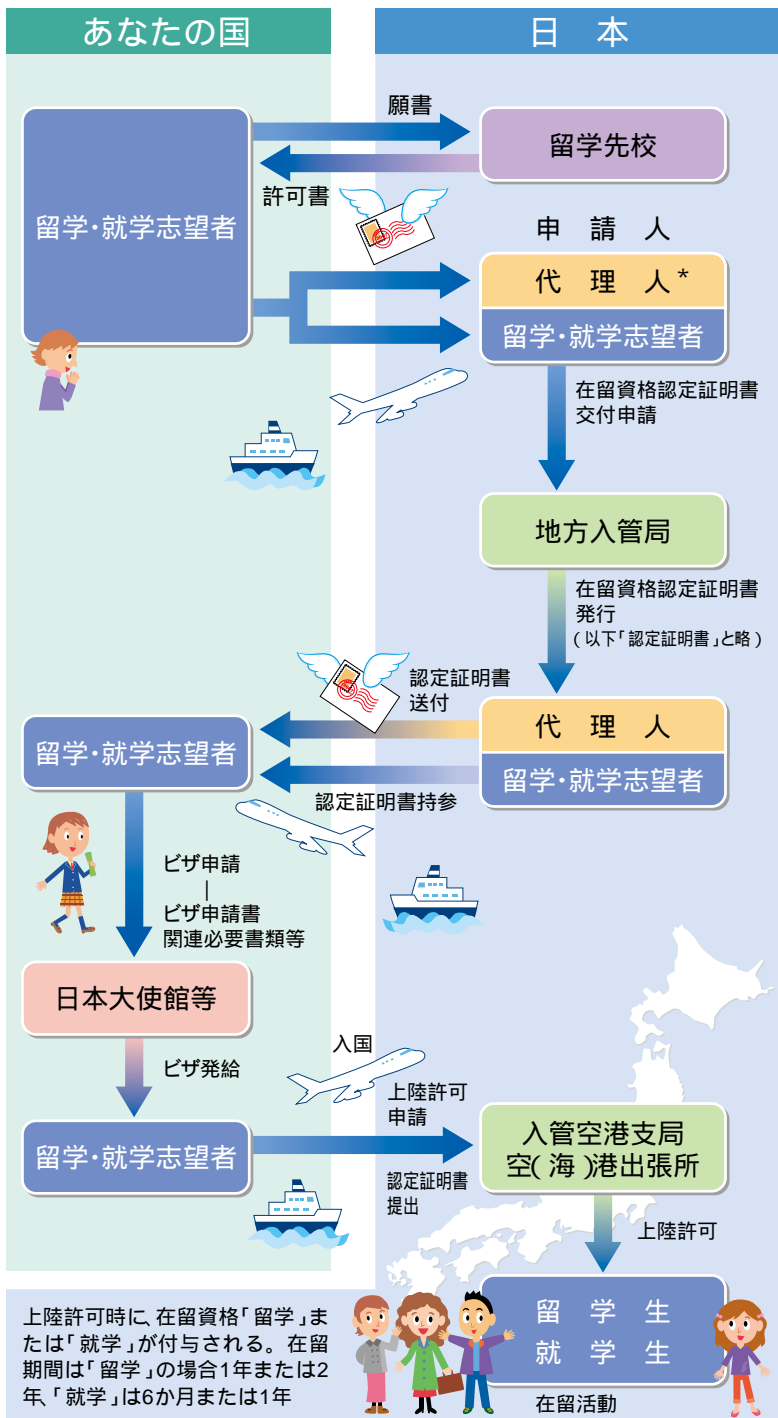 あなたの国
日 本
願書
留学先校
許可書
留学・就学志望者
申 請 人
代 理 人*
留学・就学志望者
在留資格認定証明書
交付申請
地方入管局
在留資格認定証明書
発行
(以下「認定証明書」と略)
認定証明書
送付
代 理 人
留学・就学志望者
留学・就学志望者
認定証明書持参
ビザ申請
|
ビザ申請書
関連必要書類等
日本大使館等
ビザ発給
入国
上陸許可
申請
留学・就学志望者
認定証明書
提出
入管空港支局
空(海)港出張所
上陸許可
留 学 生
就 学 生
在留活動
上陸許可時に、在留資格「留学」ま
たは「就学」が付与される。在留
期間は「留学」の場合1年または2
年、「就学」は6か月または1年